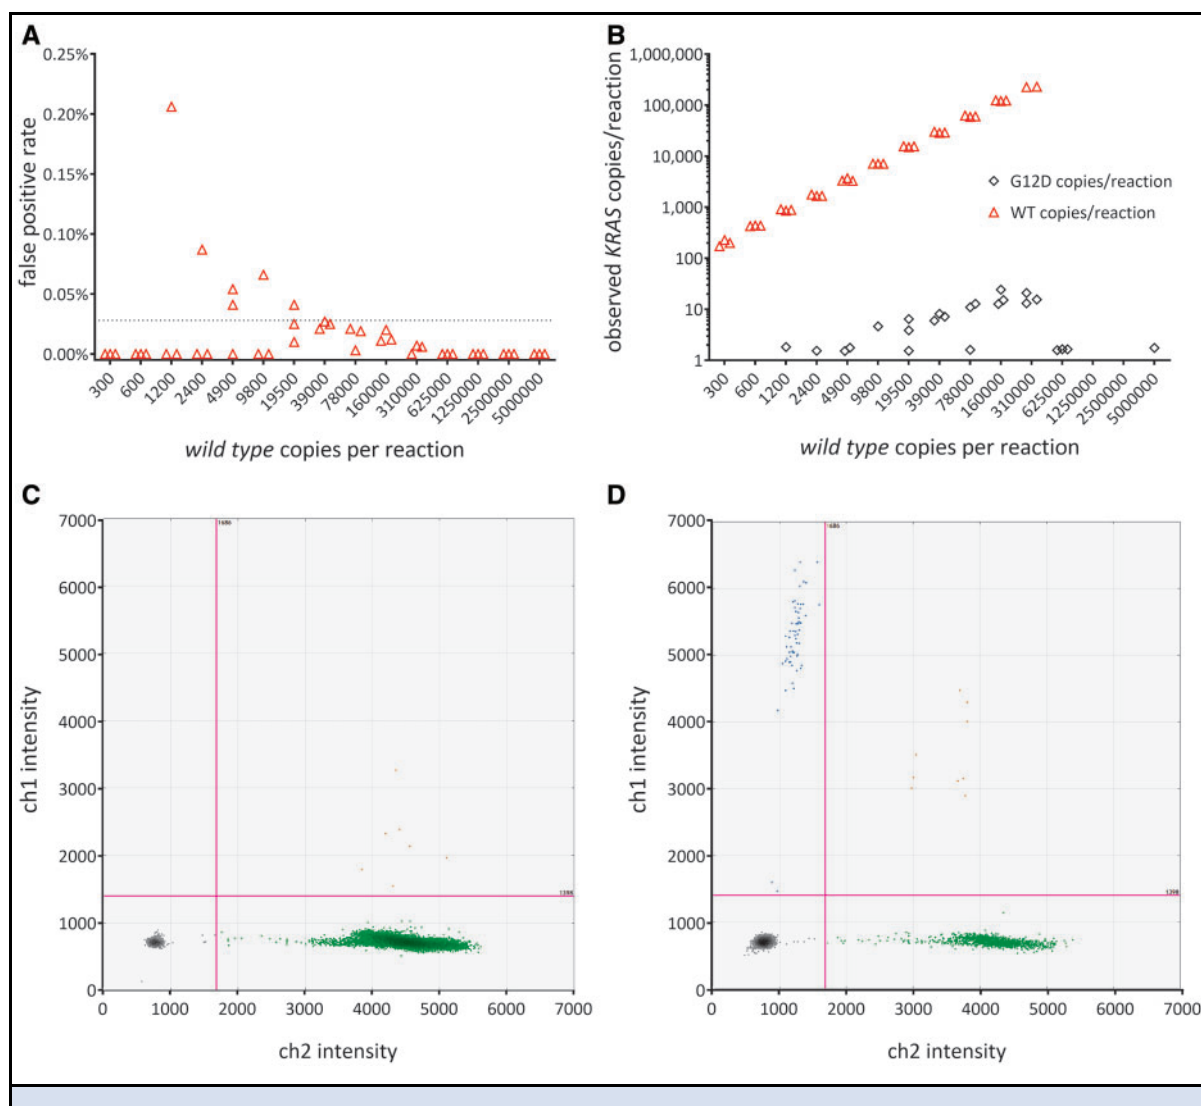 A
0.25%
0.20%
0.15%
0.10%
0.05%
0.00%
false positive rate
300 600 1200 2400 4900 9800 19500 39000 78000 160000 310000 625000 1250000 2500000 5000000
wild type copies per reaction
B
1,000,000
100,000
10,000
1,000
100
10
1
observed KRAS copies/reaction
G12D copies/reaction
WT copies/reaction
300 600 1200 2400 4900 9800 19500 39000 78000 160000 310000 625000 1250000 2500000 5000000
wild type copies per reaction
C
7000
6000
5000
4000
3000
2000
1000
0
ch1 intensity
1686
1398
0 1000 2000 3000 4000 5000 6000 7000
ch2 intensity
D
7000
6000
5000
4000
3000
2000
1000
0
ch1 intensity
1686
1398
0 1000 2000 3000 4000 5000 6000 7000
ch2 intensity